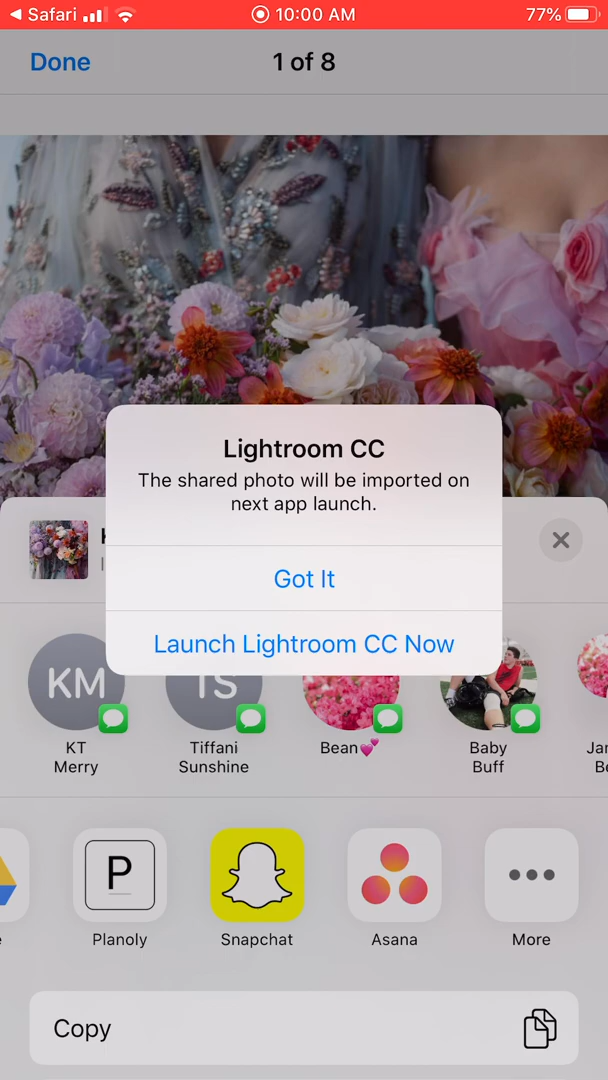 Safari 10:00 AM 77%
Done 1 of 8
Lightroom CC
The shared photo will be imported on
next app launch.
Got It
Launch Lightroom CC Now
KM TS
KT
Merry
Tiffani
Sunshine
Bean💕
Baby
Buff
P
Planoly Snapchat Asana More
Copy